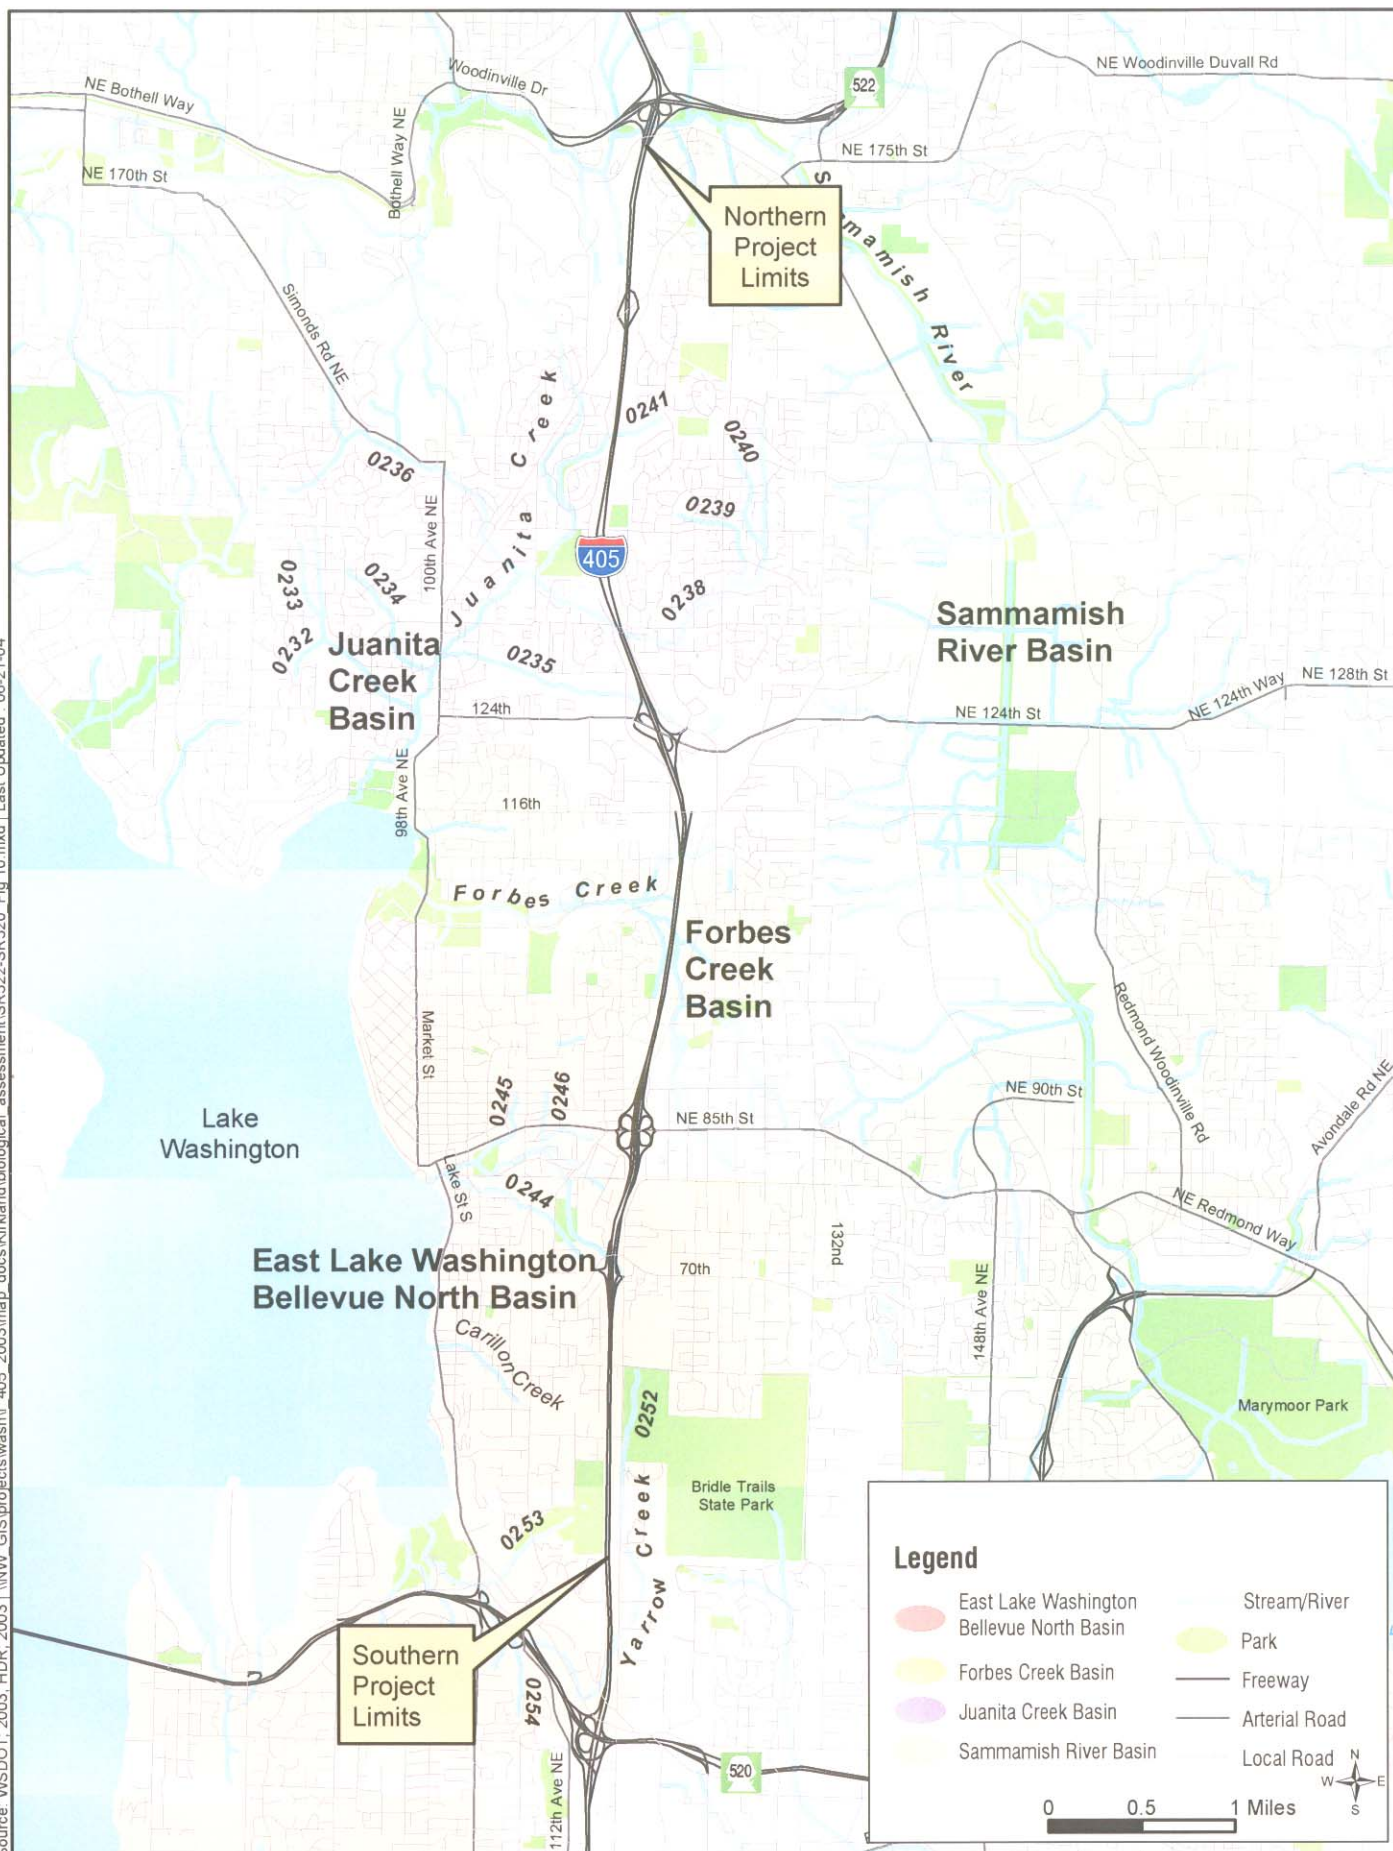 522
NE Woodinville Duvall Rd
Woodinville Dr
NE Bothell Way
Bothell Way NE
NE 175th St
NE 170th St
Northern
Project
Limits
Sammamish River
Simonds Rd NE
Juanita Creek
0241
0240
0236
0239
100th Ave NE
405
0233
0234
0238
0232
Juanita
Creek
Basin
0235
Sammamish
River Basin
NE 128th St
NE 124th Way
124th
NE 124th St
98th Ave NE
116th
Forbes Creek
Forbes
Creek
Basin
Redmond Woodinville Rd
Market St
0245
0246
NE 90th St
NE 85th St
Avondale Rd NE
Lake
Washington
Lake St S
0244
NE Redmond Way
132nd
East Lake Washington
Bellevue North Basin
70th
148th Ave NE
Carillon Creek
0252
Marymoor Park
Yarrow Creek
Bridle Trails
State Park
0253
Southern
Project
Limits
0254
112th Ave NE
520
Legend
East Lake Washington
Bellevue North Basin
Forbes Creek Basin
Juanita Creek Basin
Sammamish River Basin
Stream/River
Park
Freeway
Arterial Road
Local Road
N
W
E
S
0 0.5 1 Miles